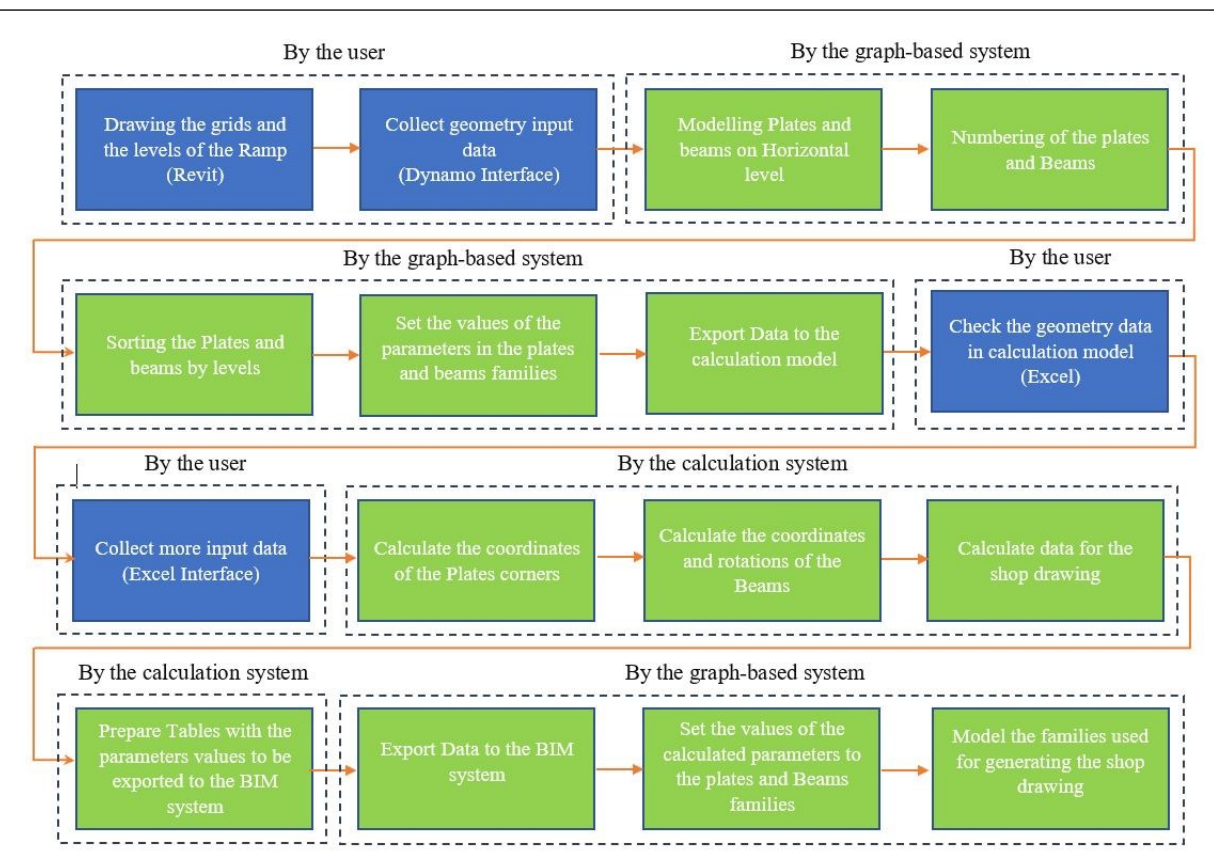 By the user
By the graph-based system
Drawing the grids and
the levels of the Ramp
(Revit)
Collect geometry input
data
(Dynamo Interface)
Modelling Plates and
beams on Horizontal
level
Numbering of the plates
and Beams
By the graph-based system
By the user
Sorting the Plates and
beams by levels
Set the values of the
parameters in the plates
and beams families
Export Data to the
calculation model
Check the geometry data
in calculation model
(Excel)
By the user
By the calculation system
Collect more input data
(Excel Interface)
Calculate the coordinates
of the Plates corners
Calculate the coordinates
and rotations of the
Beams
Calculate data for the
shop drawing
By the calculation system
By the graph-based system
Prepare Tables with the
parameters values to be
exported to the BIM
system
Export Data to the BIM
system
Set the values of the
calculated parameters to
the plates and Beams
families
Model the families used
for generating the shop
drawing